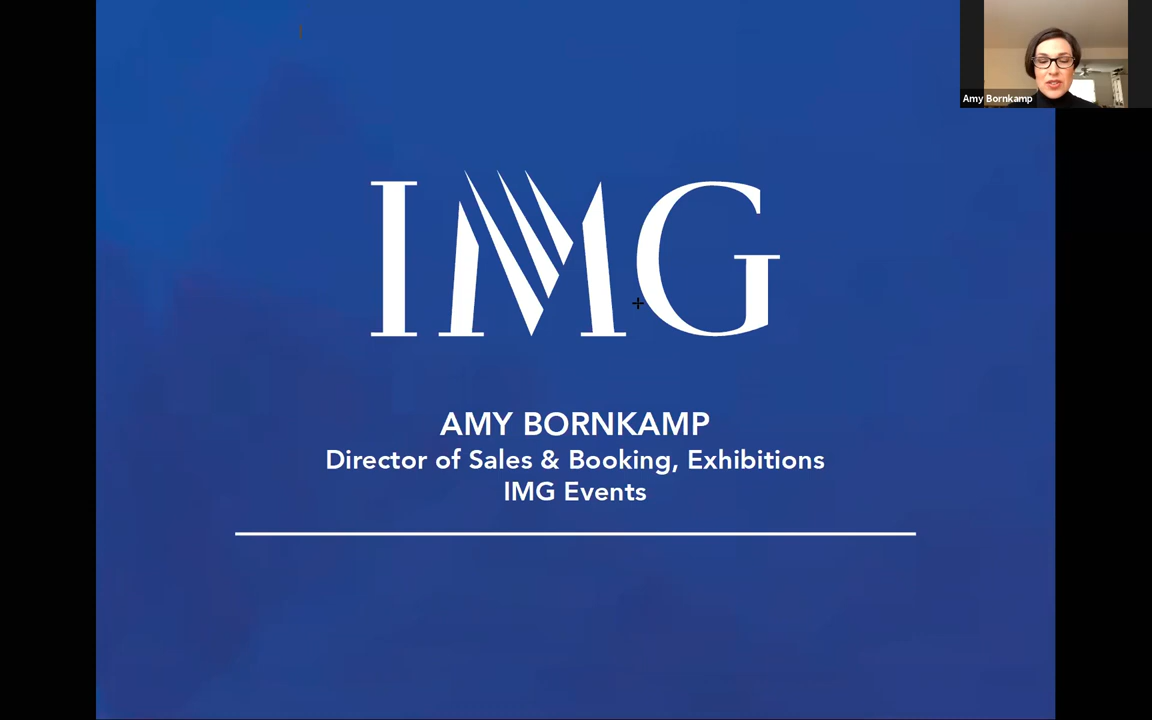 Amy Bornkamp
IMG
AMY BORNKAMP
Director of Sales & Booking, Exhibitions
IMG Events